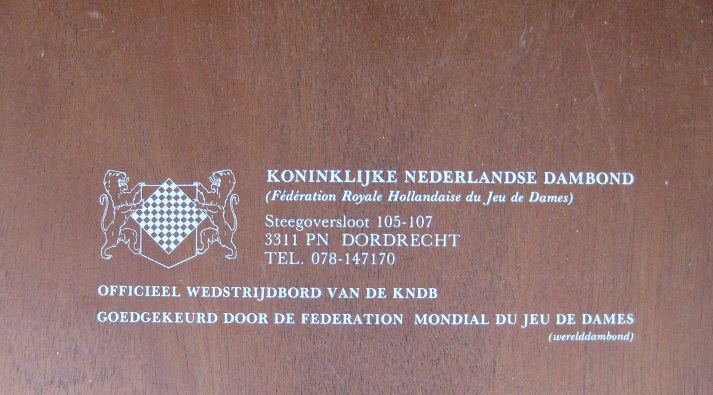 KONINKLIJKE NEDERLANDSE DAMBOND
(Fédération Royale Hollandaise du Jeu de Dames)
Steegoversloot 105-107
3311 PN DORDRECHT
TEL. 078-147170
OFFICIEEL WEDSTRIJDBORD VAN DE KNDB
GOEDGEKEURD DOOR DE FEDERATION MONDIAL DU JEU DE DAMES
(werelddambond)